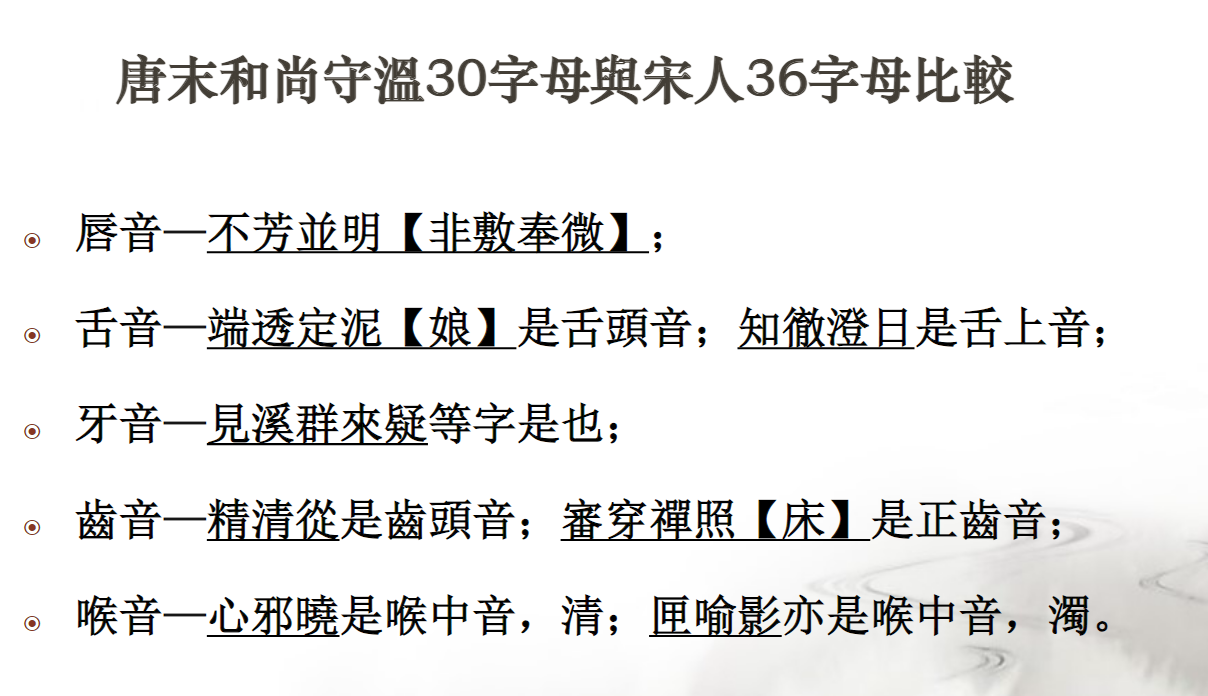 唐末和尚守溫30字母與宋人36字母比較
唇音—不芳並明【非敷奉微】；
舌音—端透定泥【娘】是舌頭音；知徹澄日是舌上音；
牙音—見溪群來疑等字是也；
齒音—精清從是齒頭音；審穿禪照【床】是正齒音；
喉音—心邪曉是喉中音，清；匣喻影亦是喉中音，濁。